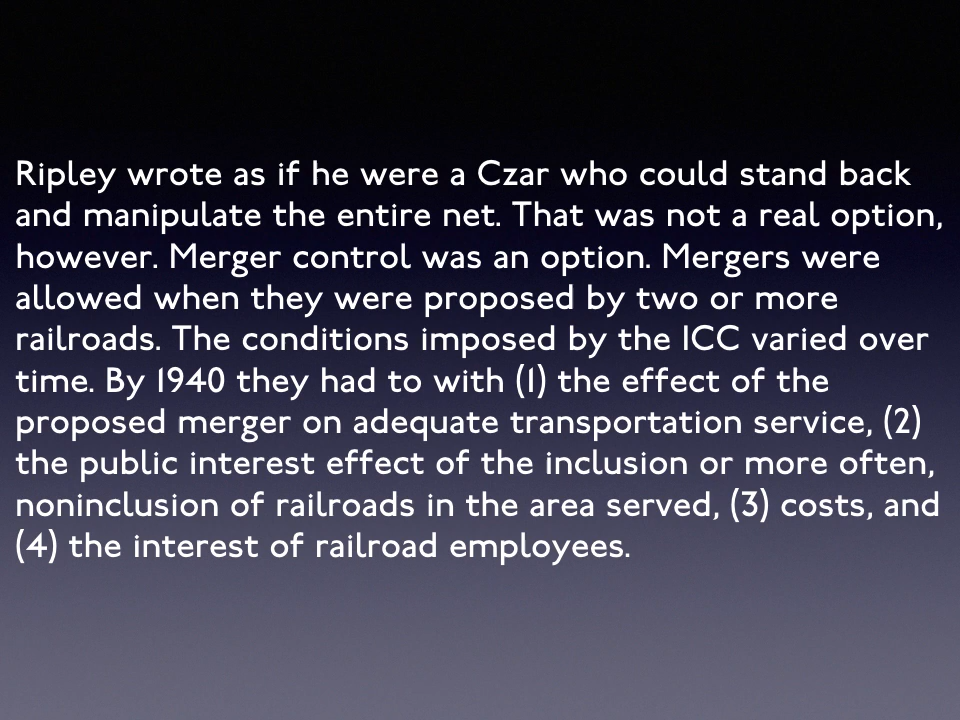 Ripley wrote as if he were a Czar who could stand back
and manipulate the entire net. That was not a real option,
however. Merger control was an option. Mergers were
allowed when they were proposed by two or more
railroads. The conditions imposed by the ICC varied over
time. By 1940 they had to with (1) the effect of the
proposed merger on adequate transportation service, (2)
the public interest effect of the inclusion or more often,
noninclusion of railroads in the area served, (3) costs, and
(4) the interest of railroad employees.